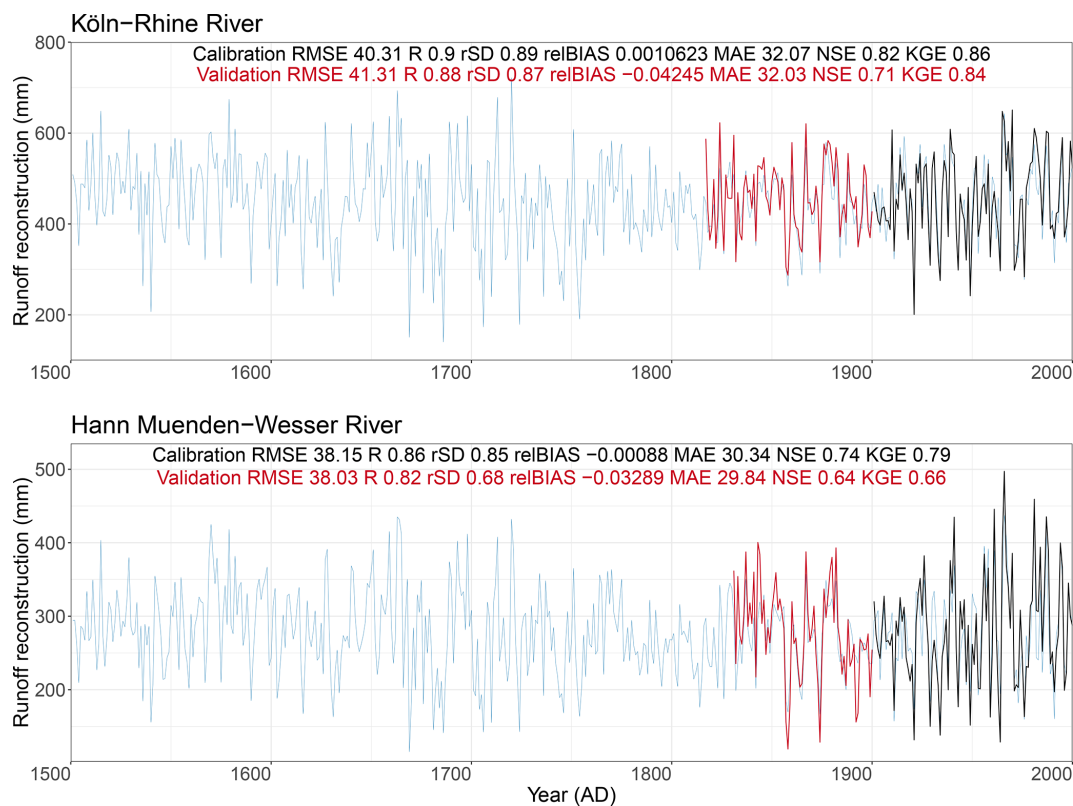 Köln−Rhine River
Calibration RMSE 40.31 R 0.9 rSD 0.89 relBIAS 0.0010623 MAE 32.07 NSE 0.82 KGE 0.86
Validation RMSE 41.31 R 0.88 rSD 0.87 relBIAS −0.04245 MAE 32.03 NSE 0.71 KGE 0.84
Runoff reconstruction (mm)
800
600
400
200
1500 1600 1700 1800 1900 2000
Hann Muenden−Wesser River
Calibration RMSE 38.15 R 0.86 rSD 0.85 relBIAS −0.00088 MAE 30.34 NSE 0.74 KGE 0.79
Validation RMSE 38.03 R 0.82 rSD 0.68 relBIAS −0.03289 MAE 29.84 NSE 0.64 KGE 0.66
Runoff reconstruction (mm)
500
400
300
200
1500 1600 1700 1800 1900 2000
Year (AD)